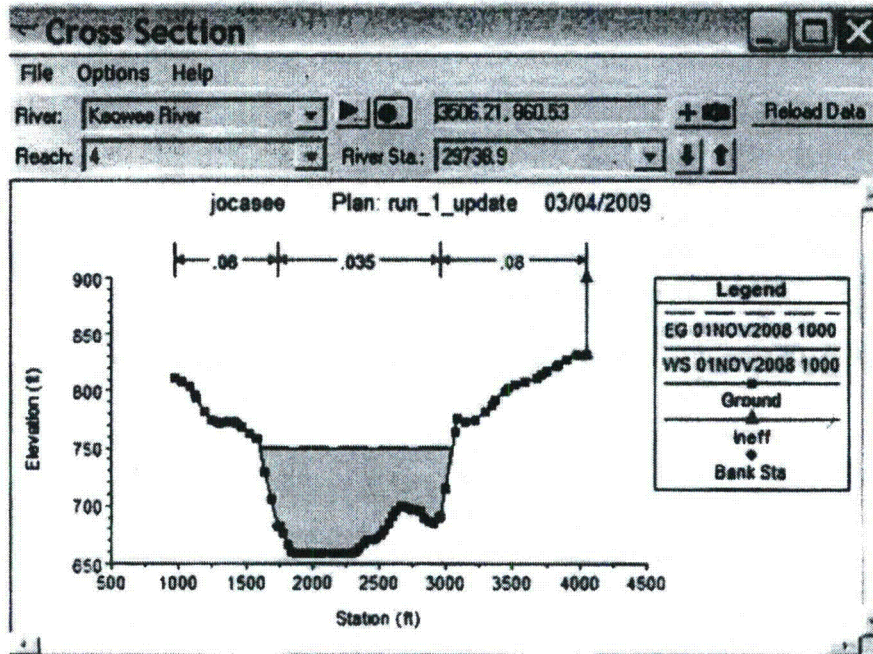 Cross Section
File Options Help
River: Keowee River 3506.21, 860.53 Reload Data
Reach: 4 River Sta.: 29738.9
jocasee Plan: run_1_update 03/04/2009
.08 .035 .08
Legend
EG 01NOV2008 1000
WS 01NOV2008 1000
Ground
Ineff
Bank Sta
Elevation (ft)
900
850
800
750
700
650
500 1000 1500 2000 2500 3000 3500 4000 4500
Station (ft)